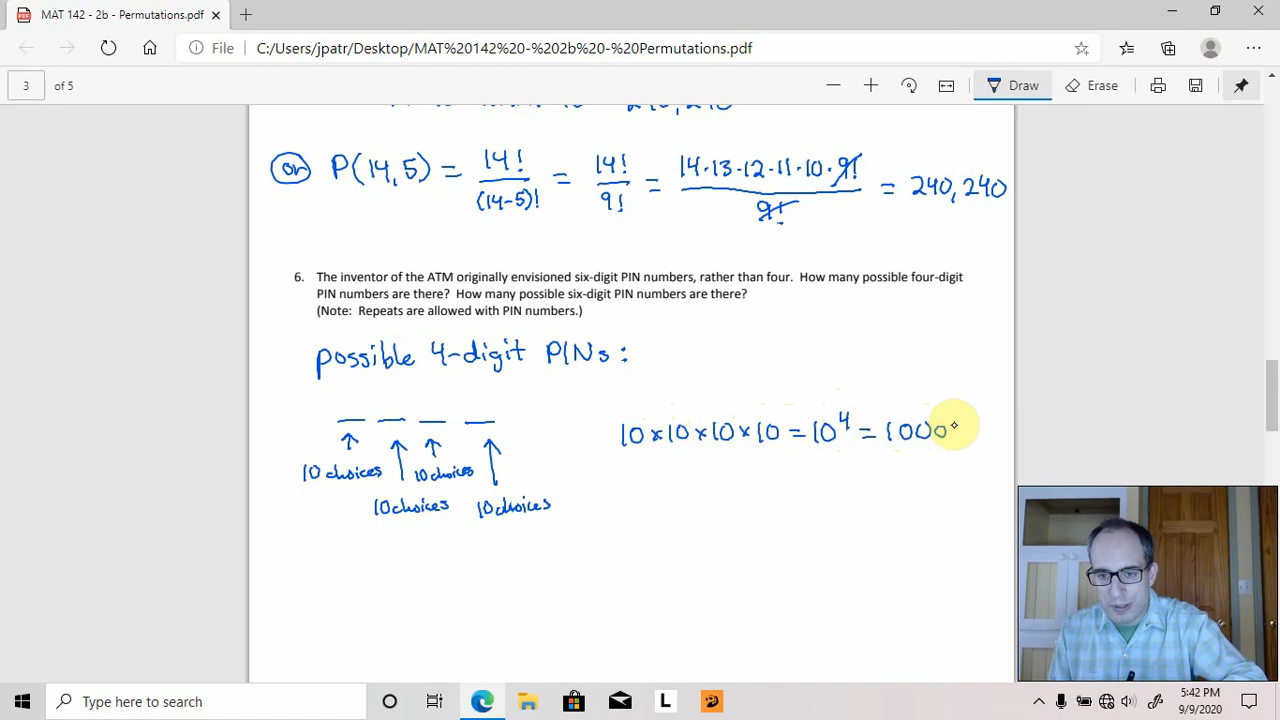 MAT 142 - 2b - Permutations.pdf
File C:/Users/jpatr/Desktop/MAT%20142%20-%202b%20-%20Permutations.pdf
3 of 5
Draw
Erase
240,240
or P(14,5) = 14! / (14-5)! = 14! / 9! = 14·13·12·11·10·9! / 9! = 240,240
6. The inventor of the ATM originally envisioned six-digit PIN numbers, rather than four. How many possible four-digit
PIN numbers are there? How many possible six-digit PIN numbers are there?
(Note: Repeats are allowed with PIN numbers.)
possible 4-digit PINs:
10×10×10×10 = 10⁴ = 1000
10 choices 10 choices
10 choices 10 choices
Type here to search
L
5:42 PM
9/9/2020